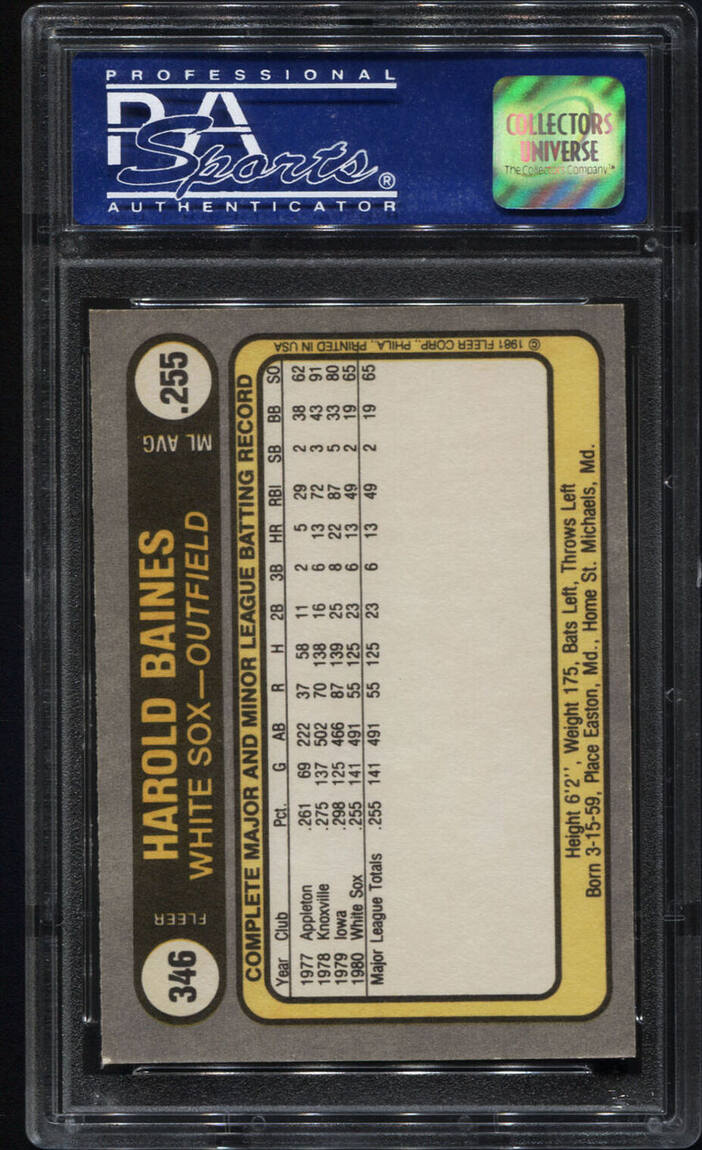 PROFESSIONAL
PSA
Sports®
AUTHENTICATOR
COLLECTORS
UNIVERSE
The Collectors Company™
346
FLEER
HAROLD BAINES
WHITE SOX—OUTFIELD
ML AVG.
.255
COMPLETE MAJOR AND MINOR LEAGUE BATTING RECORD
Year Club Pct. G AB R H 2B 3B HR RBI SB BB SO
1977 Appleton .261 69 222 37 58 11 2 5 29 2 38 62
1978 Knoxville .275 137 502 70 138 16 6 13 72 3 43 91
1979 Iowa .298 125 466 87 139 25 8 22 87 5 33 80
1980 White Sox .255 141 491 55 125 23 6 13 49 2 19 65
Major League Totals .255 141 491 55 125 23 6 13 49 2 19 65
© 1981 FLEER CORP., PHILA., PRINTED IN USA
Height 6'2'', Weight 175, Bats Left, Throws Left
Born 3-15-59, Place Easton, Md., Home St. Michaels, Md.